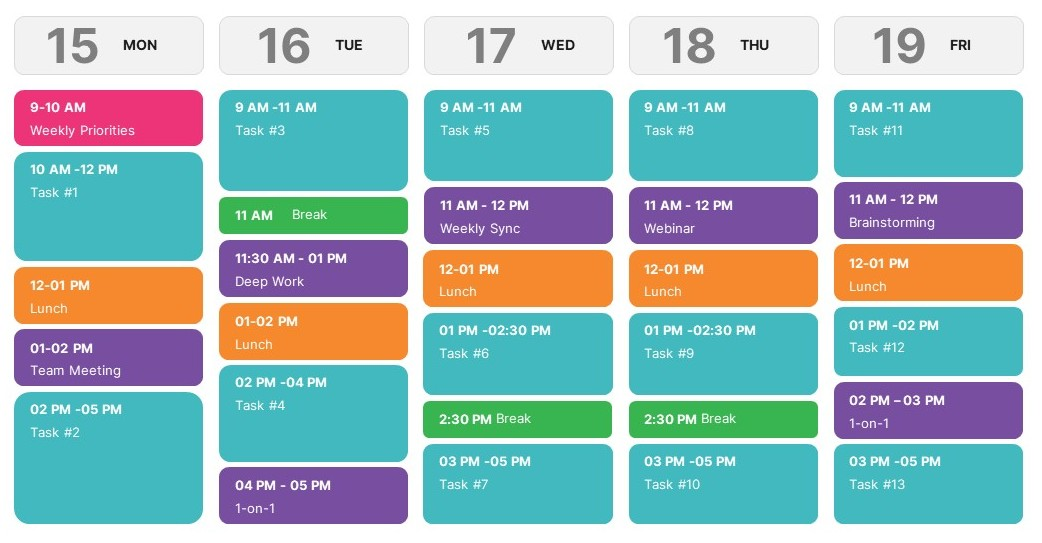 15 MON
9-10 AM
Weekly Priorities
10 AM -12 PM
Task #1
12-01 PM
Lunch
01-02 PM
Team Meeting
02 PM -05 PM
Task #2
16 TUE
9 AM -11 AM
Task #3
11 AM Break
11:30 AM - 01 PM
Deep Work
01-02 PM
Lunch
02 PM -04 PM
Task #4
04 PM - 05 PM
1-on-1
17 WED
9 AM -11 AM
Task #5
11 AM - 12 PM
Weekly Sync
12-01 PM
Lunch
01 PM -02:30 PM
Task #6
2:30 PM Break
03 PM -05 PM
Task #7
18 THU
9 AM -11 AM
Task #8
11 AM - 12 PM
Webinar
12-01 PM
Lunch
01 PM -02:30 PM
Task #9
2:30 PM Break
03 PM -05 PM
Task #10
19 FRI
9 AM -11 AM
Task #11
11 AM - 12 PM
Brainstorming
12-01 PM
Lunch
01 PM -02 PM
Task #12
02 PM – 03 PM
1-on-1
03 PM -05 PM
Task #13